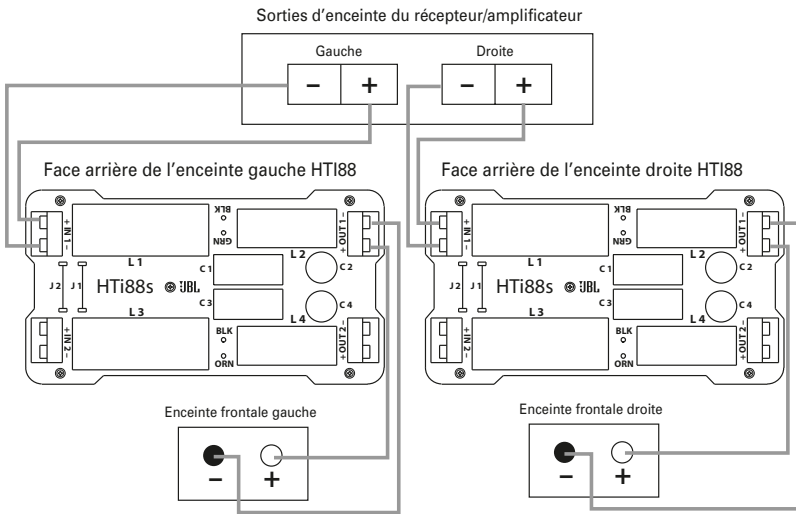 Sorties d’enceinte du récepteur/amplificateur
Gauche
Droite
– +
– +
Face arrière de l’enceinte gauche HTI88
+ IN 1 –
BLK
GRN
– OUT 1 +
L 1
L 2
C 1
C 2
J 2
J 1
HTi88s
JBL
C 3
C 4
L 3
L 4
BLK
ORN
+ IN 2 –
+ OUT 2 –
Face arrière de l’enceinte droite HTI88
+ IN 1 –
BLK
GRN
– OUT 1 +
L 1
L 2
C 1
C 2
J 2
J 1
HTi88s
JBL
C 3
C 4
L 3
L 4
BLK
ORN
+ IN 2 –
+ OUT 2 –
Enceinte frontale gauche
– +
Enceinte frontale droite
– +